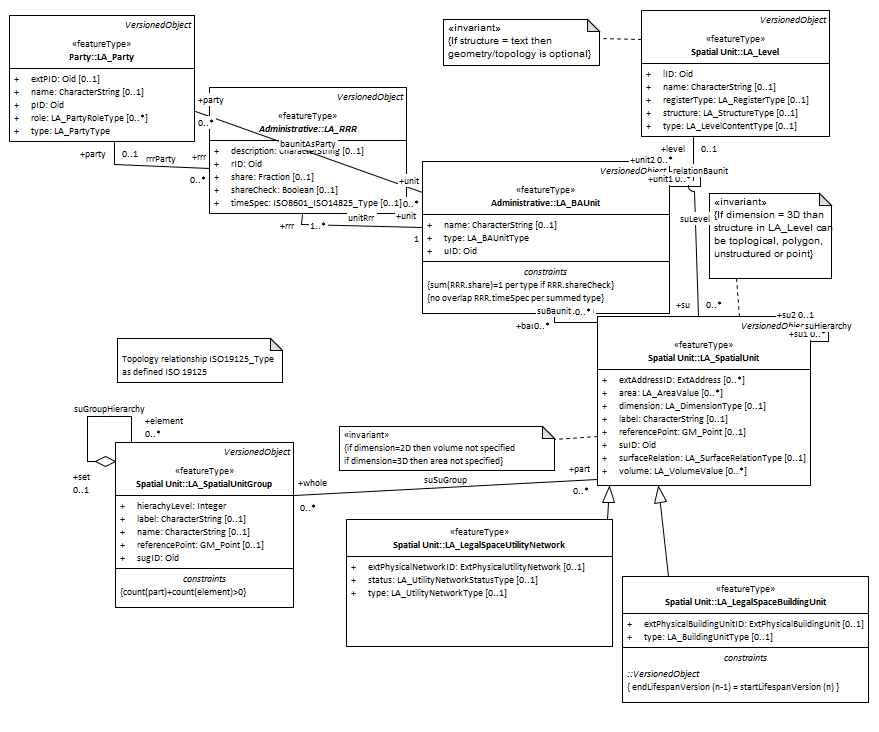 VersionedObject
«featureType»
Party::LA_Party
+ extPID: Oid [0..1]
+ name: CharacterString [0..1]
+ pID: Oid
+ role: LA_PartyRoleType [0..*]
+ type: LA_PartyType
«invariant»
{If structure = text then
geometry/topology is optional}
VersionedObject
«featureType»
Spatial Unit::LA_Level
+ lID: Oid
+ name: CharacterString [0..1]
+ registerType: LA_RegisterType [0..1]
+ structure: LA_StructureType [0..1]
+ type: LA_LevelContentType [0..1]
+party
0..*
+party
0..1
rrrParty
+rrr
0..*
VersionedObject
«featureType»
Administrative::LA_RRR
baunitAsParty
+ description: CharacterString [0..1]
+ rID: Oid
+ share: Fraction [0..1]
+ shareCheck: Boolean [0..1]
+ timeSpec: ISO8601_ISO14825_Type [0..1]
+unit
0..*
+rrr
1..*
unitRrr
+unit
1
+level
0..1
+unit2 0..*
relationBaunit
+unit1 0..*
VersionedObject
«featureType»
Administrative::LA_BAUnit
+ name: CharacterString [0..1]
+ type: LA_BAUnitType
+ uID: Oid
constraints
{sum(RRR.share)=1 per type if RRR.shareCheck}
{no overlap RRR.timeSpec per summed type}
«invariant»
{If dimension = 3D than
structure in LA_Level can
be toplogical, polygon,
unstructured or point}
suLevel
+su
0..*
suBaunit
0..*
0..*
+su2 0..1
suHierarchy
+su1 0..*
VersionedObject
«featureType»
Spatial Unit::LA_SpatialUnit
+ extAddressID: ExtAddress [0..*]
+ area: LA_AreaValue [0..*]
+ dimension: LA_DimensionType [0..1]
+ label: CharacterString [0..1]
+ referencePoint: GM_Point [0..1]
+ suID: Oid
+ surfaceRelation: LA_SurfaceRelationType [0..1]
+ volume: LA_VolumeValue [0..*]
Topology relationship ISO19125_Type
as defined ISO 19125
suGroupHierarchy
+element
0..*
+set
0..1
«invariant»
{if dimension=2D then volume not specified
if dimension=3D then area not specified}
VersionedObject
«featureType»
Spatial Unit::LA_SpatialUnitGroup
+ hierachyLevel: Integer
+ label: CharacterString [0..1]
+ name: CharacterString [0..1]
+ referencePoint: GM_Point [0..1]
+ sugID: Oid
constraints
{count(part)+count(element)>0}
+whole
0..*
suSuGroup
+part
0..*
«featureType»
Spatial Unit::LA_LegalSpaceUtilityNetwork
+ extPhysicalNetworkID: ExtPhysicalUtilityNetwork [0..1]
+ status: LA_UtilityNetworkStatusType [0..1]
+ type: LA_UtilityNetworkType [0..1]
«featureType»
Spatial Unit::LA_LegalSpaceBuildingUnit
+ extPhysicalBuildingUnitID: ExtPhysicalBuildingUnit [0..1]
+ type: LA_BuildingUnitType [0..1]
constraints
::VersionedObject
{ endLifespanVersion (n-1) = startLifespanVersion (n) }